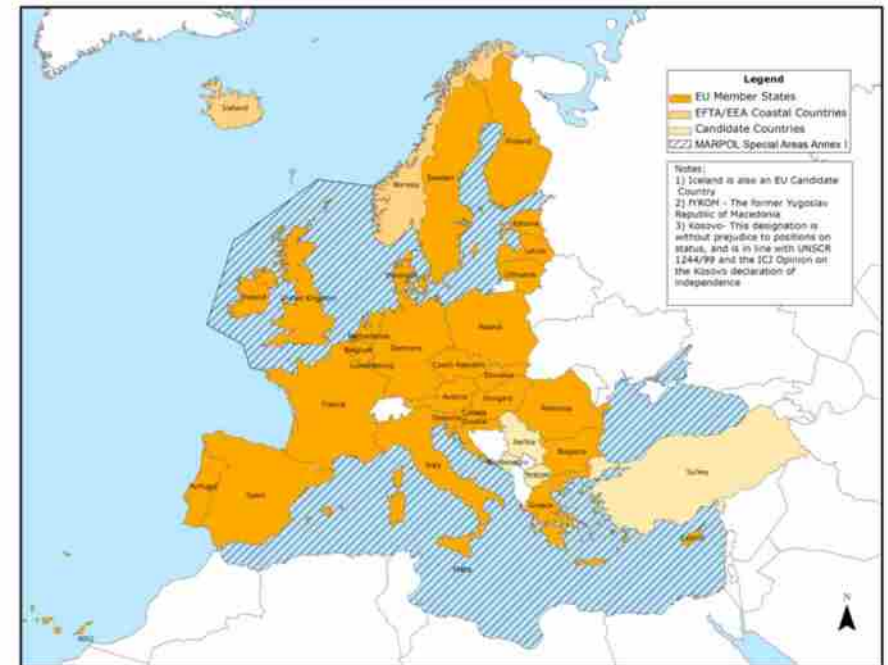 Legend
EU Member States
EFTA/EEA Coastal Countries
Candidate Countries
MARPOL Special Areas Annex I
Notes:
1) Iceland is also an EU Candidate
Country
2) FYROM - The former Yugoslav
Republic of Macedonia
3) Kosovo- This designation is
without prejudice to positions on
status, and is in line with UNSCR
1244/99 and the ICJ Opinion on
the Kosovo declaration of
independence
Iceland
Finland
Norway
Sweden
Estonia
Latvia
Lithuania
Denmark
Ireland
United Kingdom
Netherlands
Poland
Belgium
Germany
Luxembourg
Czech Republic
Slovakia
Austria
Hungary
France
Slovenia
Croatia
Romania
Serbia
Italy
Bulgaria
Montenegro
Turkey
Portugal
Spain
Greece
Cyprus
Malta
N